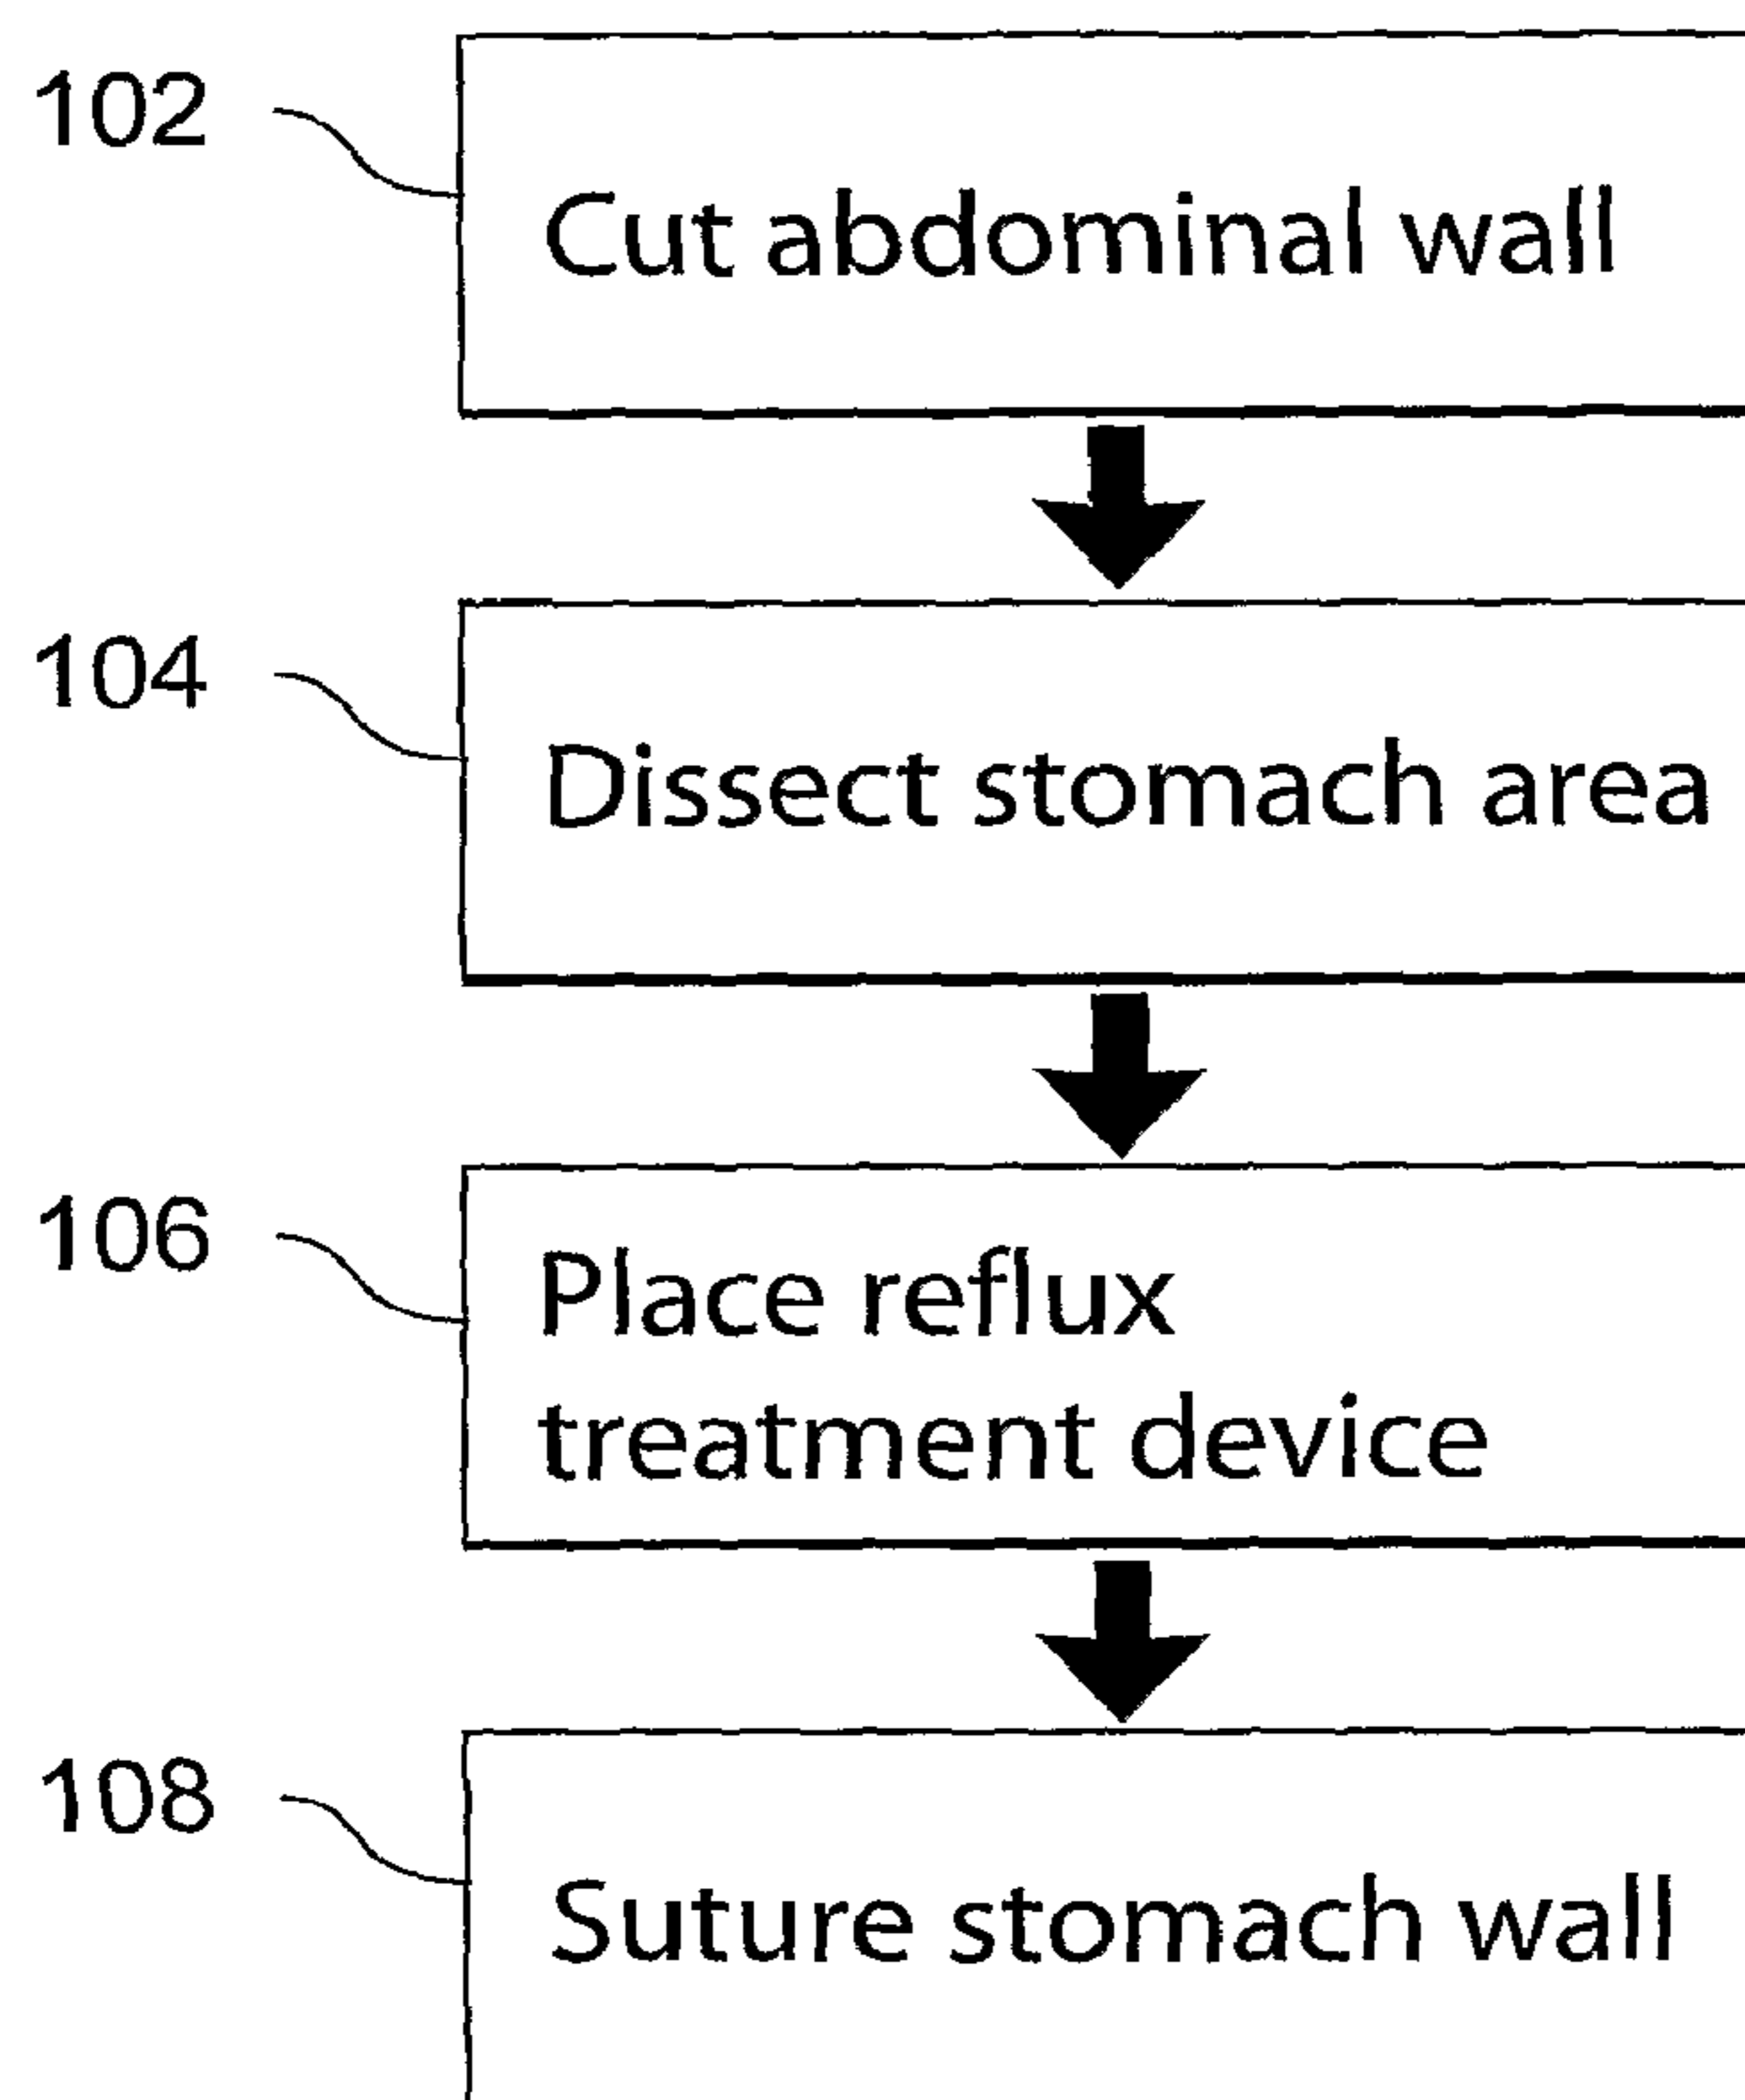 102
Cut abdominal wall
104
Dissect stomach area
106
Place reflux
treatment device
108
Suture stomach wall